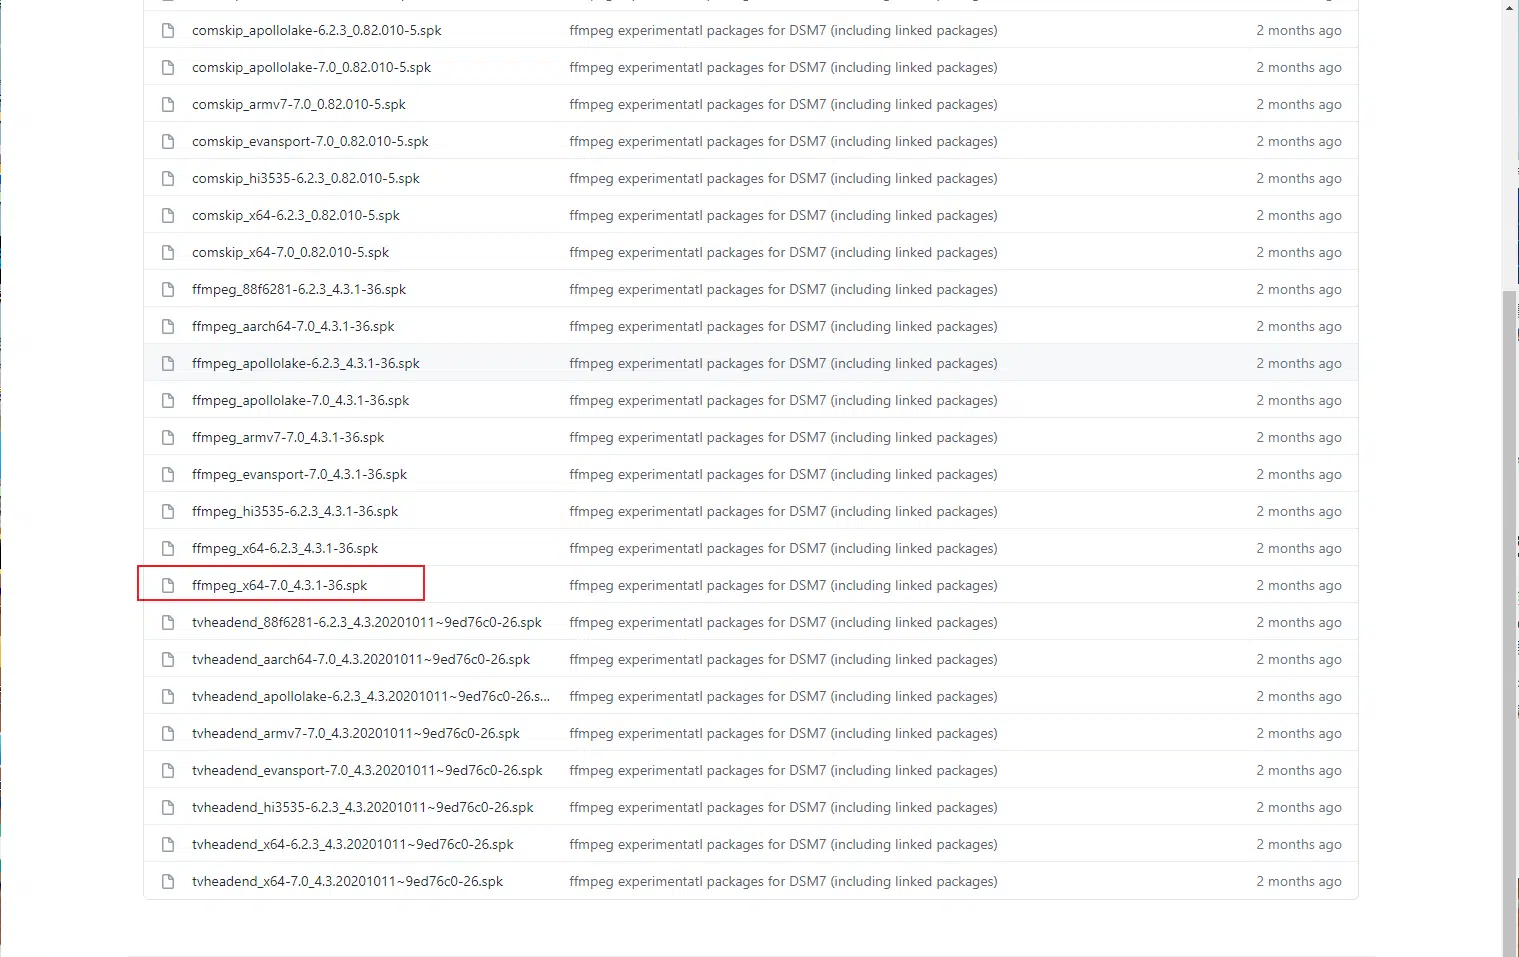 comskip_apollolake-6.2.3_0.82.010-5.spk ffmpeg experimentatl packages for DSM7 (including linked packages) 2 months ago
comskip_apollolake-7.0_0.82.010-5.spk ffmpeg experimentatl packages for DSM7 (including linked packages) 2 months ago
comskip_armv7-7.0_0.82.010-5.spk ffmpeg experimentatl packages for DSM7 (including linked packages) 2 months ago
comskip_evansport-7.0_0.82.010-5.spk ffmpeg experimentatl packages for DSM7 (including linked packages) 2 months ago
comskip_hi3535-6.2.3_0.82.010-5.spk ffmpeg experimentatl packages for DSM7 (including linked packages) 2 months ago
comskip_x64-6.2.3_0.82.010-5.spk ffmpeg experimentatl packages for DSM7 (including linked packages) 2 months ago
comskip_x64-7.0_0.82.010-5.spk ffmpeg experimentatl packages for DSM7 (including linked packages) 2 months ago
ffmpeg_88f6281-6.2.3_4.3.1-36.spk ffmpeg experimentatl packages for DSM7 (including linked packages) 2 months ago
ffmpeg_aarch64-7.0_4.3.1-36.spk ffmpeg experimentatl packages for DSM7 (including linked packages) 2 months ago
ffmpeg_apollolake-6.2.3_4.3.1-36.spk ffmpeg experimentatl packages for DSM7 (including linked packages) 2 months ago
ffmpeg_apollolake-7.0_4.3.1-36.spk ffmpeg experimentatl packages for DSM7 (including linked packages) 2 months ago
ffmpeg_armv7-7.0_4.3.1-36.spk ffmpeg experimentatl packages for DSM7 (including linked packages) 2 months ago
ffmpeg_evansport-7.0_4.3.1-36.spk ffmpeg experimentatl packages for DSM7 (including linked packages) 2 months ago
ffmpeg_hi3535-6.2.3_4.3.1-36.spk ffmpeg experimentatl packages for DSM7 (including linked packages) 2 months ago
ffmpeg_x64-6.2.3_4.3.1-36.spk ffmpeg experimentatl packages for DSM7 (including linked packages) 2 months ago
ffmpeg_x64-7.0_4.3.1-36.spk ffmpeg experimentatl packages for DSM7 (including linked packages) 2 months ago
tvheadend_88f6281-6.2.3_4.3.20201011~9ed76c0-26.spk ffmpeg experimentatl packages for DSM7 (including linked packages) 2 months ago
tvheadend_aarch64-7.0_4.3.20201011~9ed76c0-26.spk ffmpeg experimentatl packages for DSM7 (including linked packages) 2 months ago
tvheadend_apollolake-6.2.3_4.3.20201011~9ed76c0-26.s... ffmpeg experimentatl packages for DSM7 (including linked packages) 2 months ago
tvheadend_armv7-7.0_4.3.20201011~9ed76c0-26.spk ffmpeg experimentatl packages for DSM7 (including linked packages) 2 months ago
tvheadend_evansport-7.0_4.3.20201011~9ed76c0-26.spk ffmpeg experimentatl packages for DSM7 (including linked packages) 2 months ago
tvheadend_hi3535-6.2.3_4.3.20201011~9ed76c0-26.spk ffmpeg experimentatl packages for DSM7 (including linked packages) 2 months ago
tvheadend_x64-6.2.3_4.3.20201011~9ed76c0-26.spk ffmpeg experimentatl packages for DSM7 (including linked packages) 2 months ago
tvheadend_x64-7.0_4.3.20201011~9ed76c0-26.spk ffmpeg experimentatl packages for DSM7 (including linked packages) 2 months ago